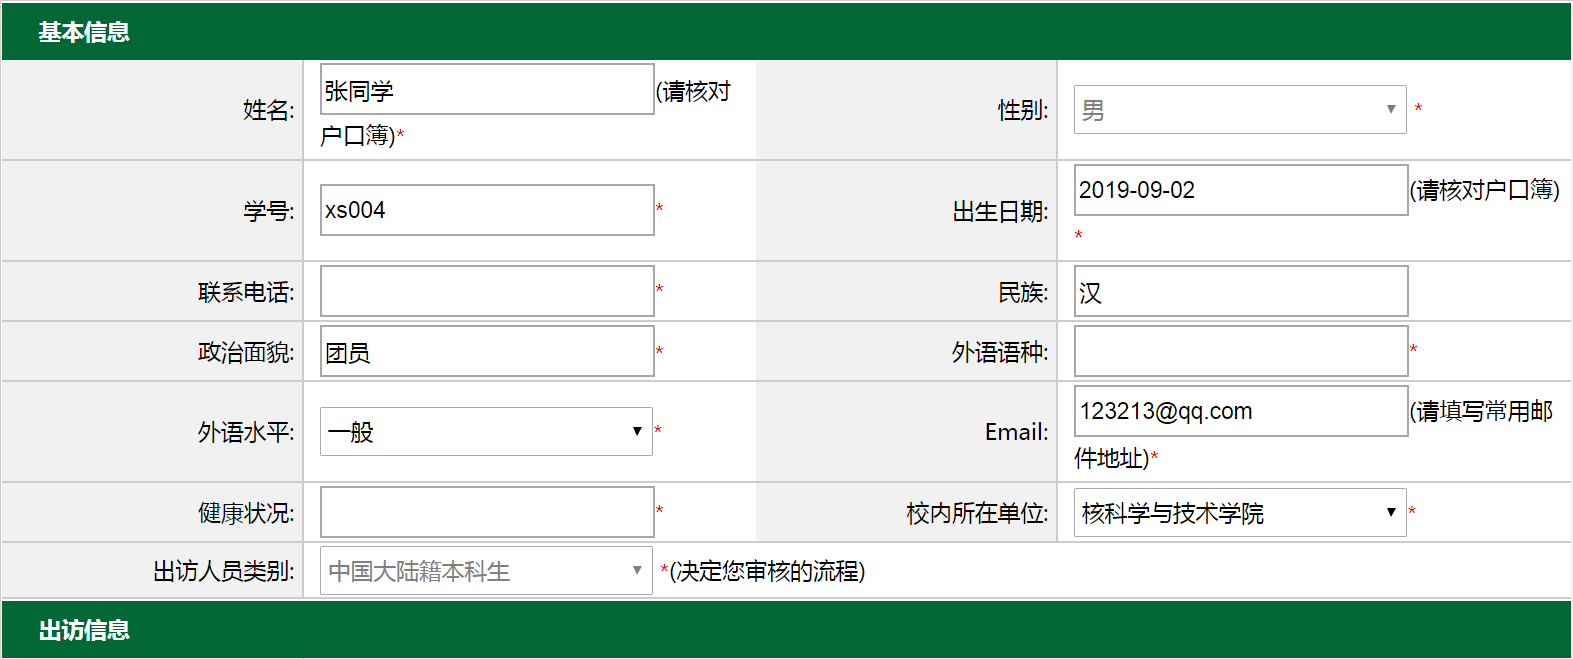 基本信息
姓名: 张同学 (请核对户口簿)* 性别: 男 *
学号: xs004 * 出生日期: 2019-09-02 (请核对户口簿) *
联系电话: * 民族: 汉
政治面貌: 团员 * 外语语种: *
外语水平: 一般 * Email: 123213@qq.com (请填写常用邮件地址)*
健康状况: * 校内所在单位: 核科学与技术学院 *
出访人员类别: 中国大陆籍本科生 *(决定您审核的流程)
出访信息